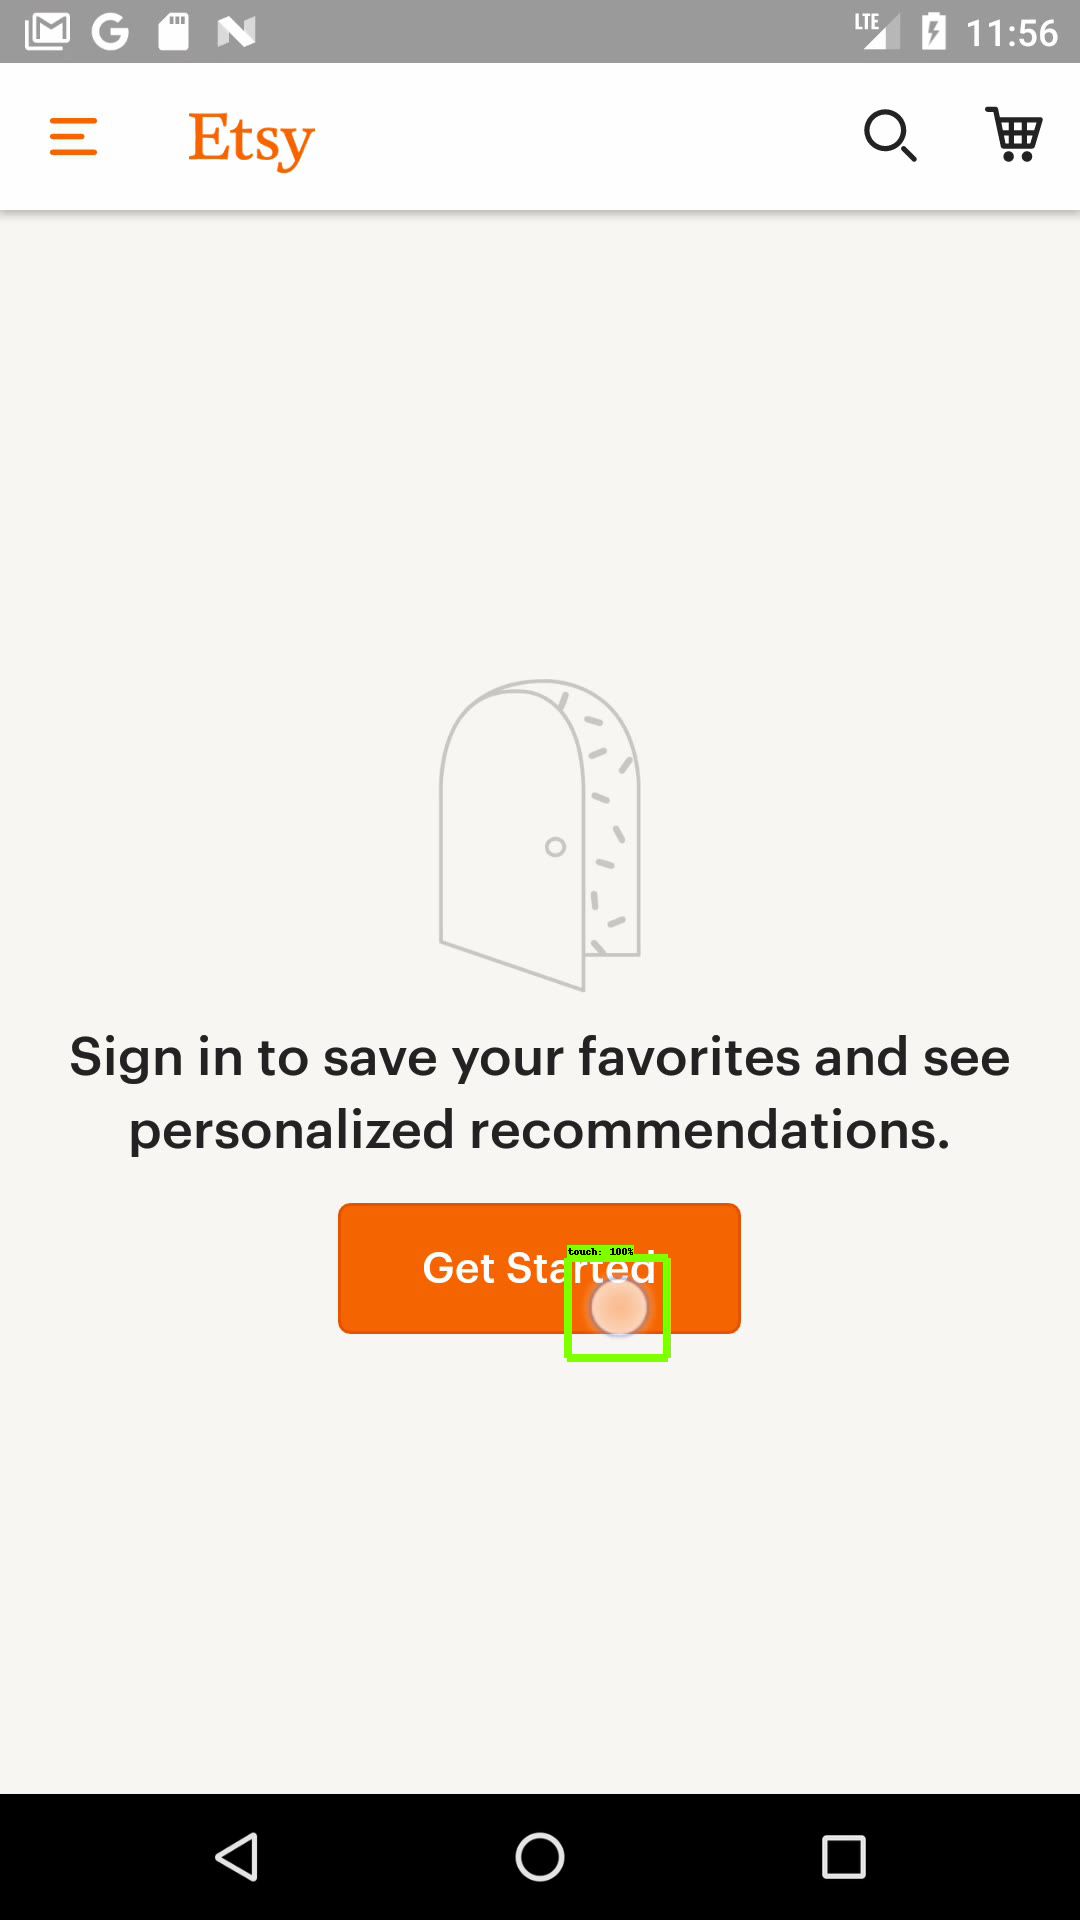 LTE 11:56
Etsy
Sign in to save your favorites and see
personalized recommendations.
touch: 100%
Get Started